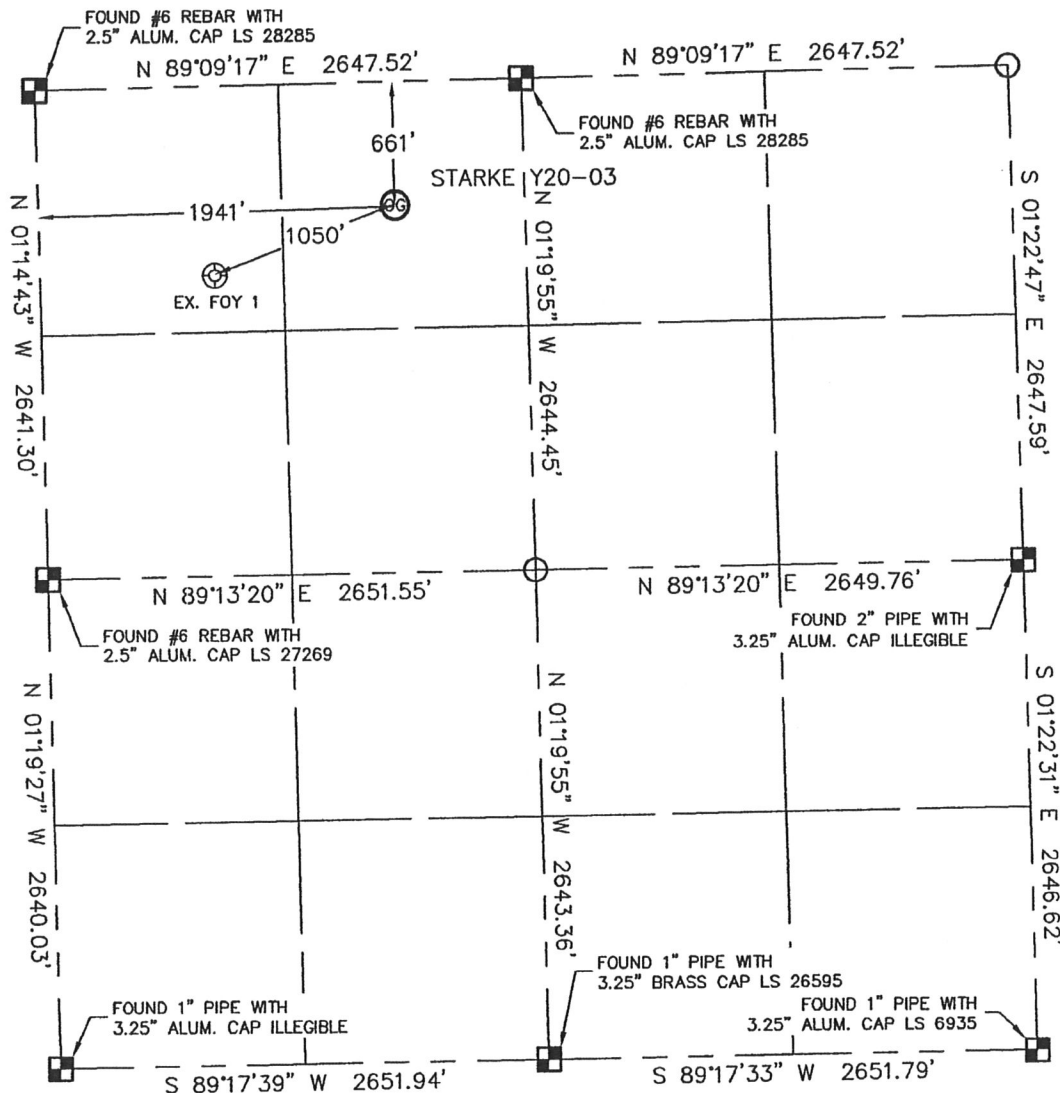 FOUND #6 REBAR WITH
2.5" ALUM. CAP LS 28285
N 89°09'17" E 2647.52'
N 89°09'17" E 2647.52'
FOUND #6 REBAR WITH
2.5" ALUM. CAP LS 28285
661'
STARKE Y20-03
OG
1941'
1050'
EX. FOY 1
N 01°14'43" W 2641.30'
N 01°19'55" W 2644.45'
S 01°22'47" E 2647.59'
N 89°13'20" E 2651.55'
N 89°13'20" E 2649.76'
FOUND #6 REBAR WITH
2.5" ALUM. CAP LS 27269
FOUND 2" PIPE WITH
3.25" ALUM. CAP ILLEGIBLE
N 01°19'27" W 2640.03'
N 01°19'55" W 2643.36'
S 01°22'31" E 2646.62'
FOUND 1" PIPE WITH
3.25" ALUM. CAP ILLEGIBLE
FOUND 1" PIPE WITH
3.25" BRASS CAP LS 26595
FOUND 1" PIPE WITH
3.25" ALUM. CAP LS 6935
S 89°17'39" W 2651.94'
S 89°17'33" W 2651.79'